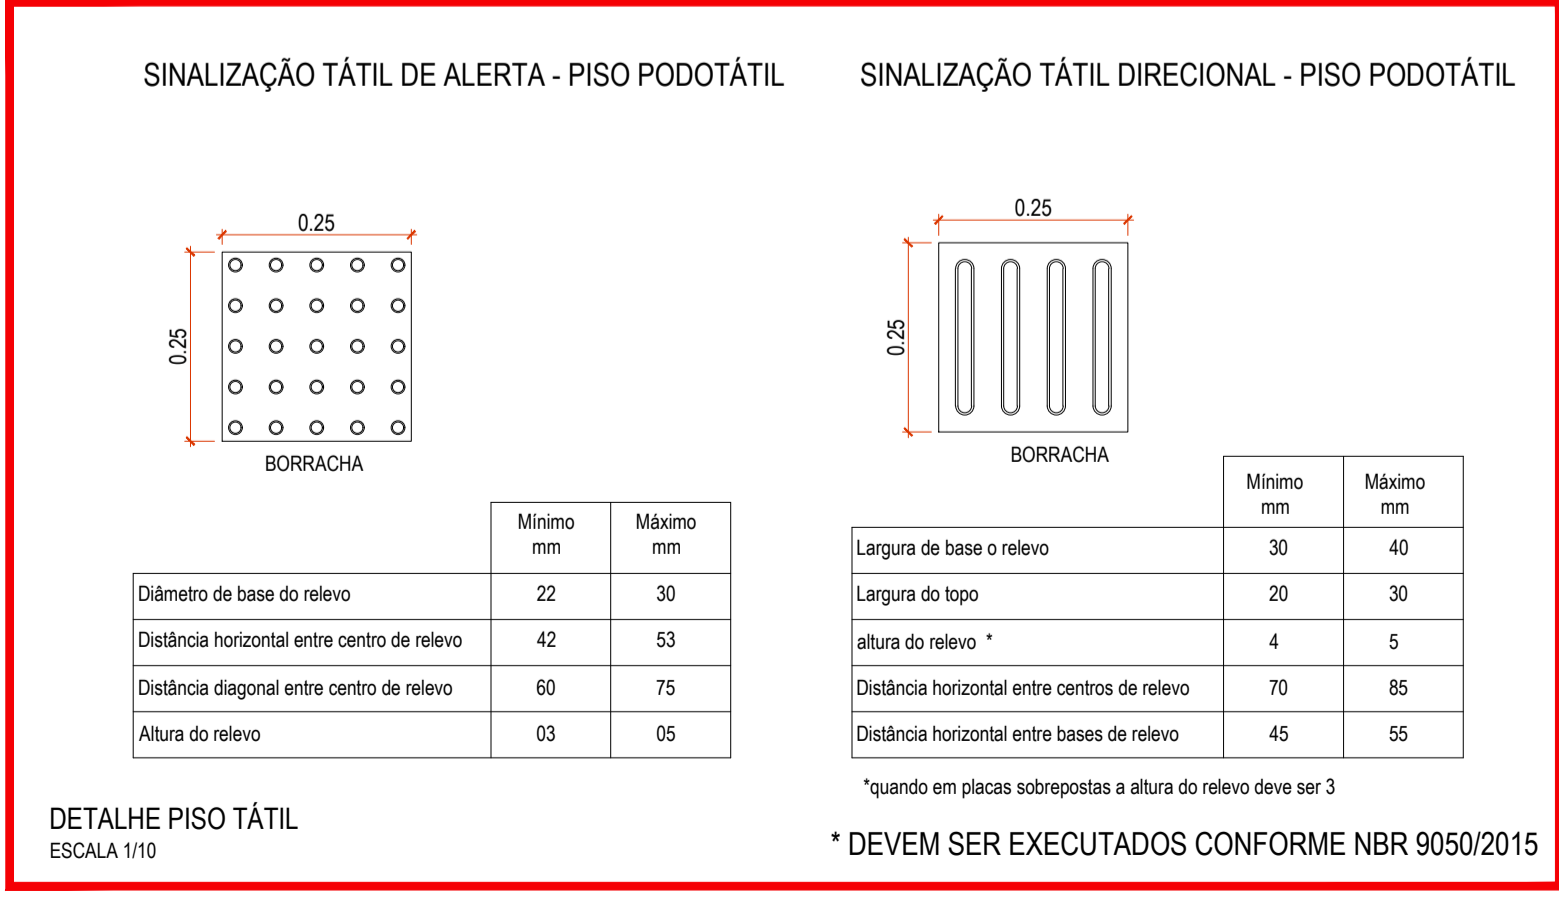 SINALIZAÇÃO TÁTIL DE ALERTA - PISO PODOTÁTIL
0.25
0.25
BORRACHA
Mínimo mm Máximo mm
Diâmetro de base do relevo 22 30
Distância horizontal entre centro de relevo 42 53
Distância diagonal entre centro de relevo 60 75
Altura do relevo 03 05
DETALHE PISO TÁTIL
ESCALA 1/10
SINALIZAÇÃO TÁTIL DIRECIONAL - PISO PODOTÁTIL
0.25
0.25
BORRACHA
Mínimo mm Máximo mm
Largura de base o relevo 30 40
Largura do topo 20 30
altura do relevo * 4 5
Distância horizontal entre centros de relevo 70 85
Distância horizontal entre bases de relevo 45 55
*quando em placas sobrepostas a altura do relevo deve ser 3
* DEVEM SER EXECUTADOS CONFORME NBR 9050/2015